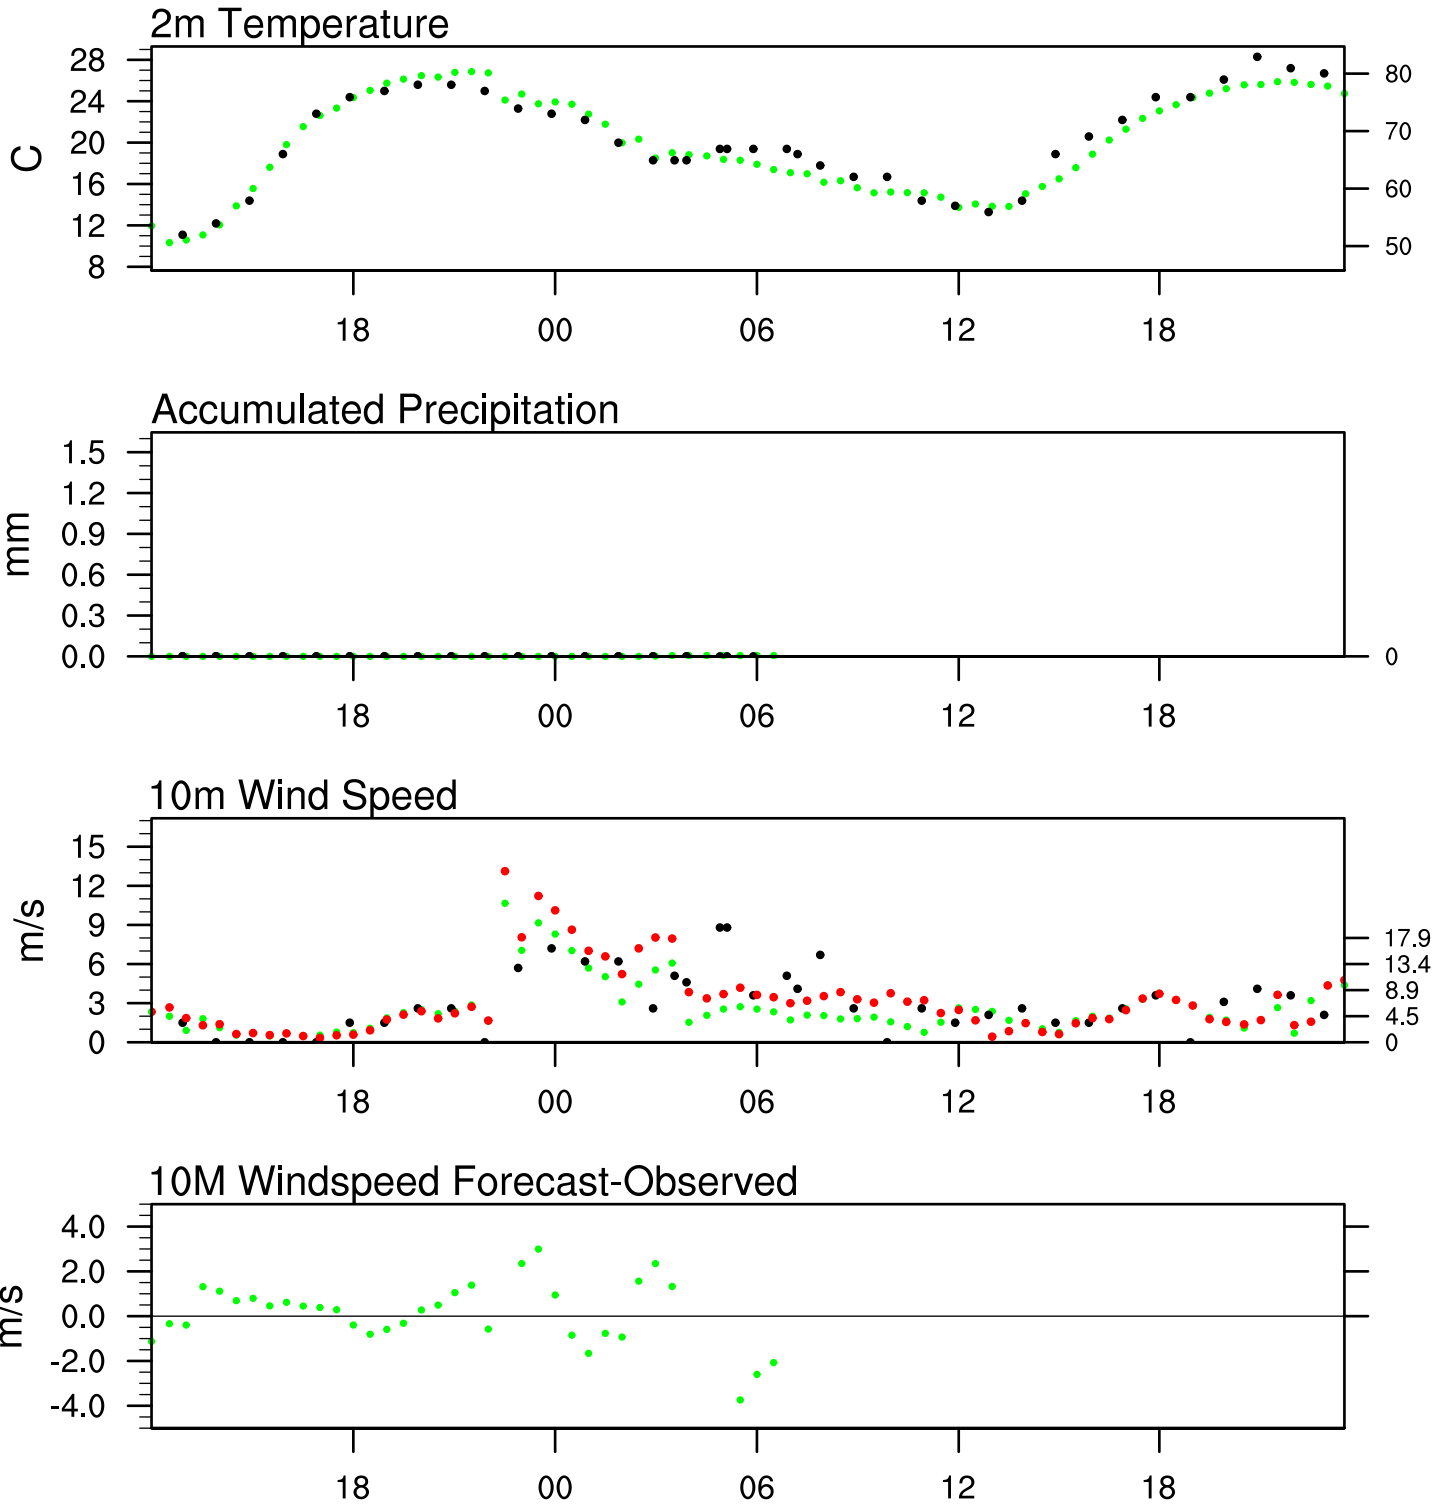 2m Temperature
28
24
20
16
12
8
C
80
70
60
50
18 00 06 12 18
Accumulated Precipitation
1.5
1.2
0.9
0.6
0.3
0.0
mm
0
18 00 06 12 18
10m Wind Speed
15
12
9
6
3
0
m/s
17.9
13.4
8.9
4.5
0
18 00 06 12 18
10M Windspeed Forecast-Observed
4.0
2.0
0.0
-2.0
-4.0
m/s
18 00 06 12 18